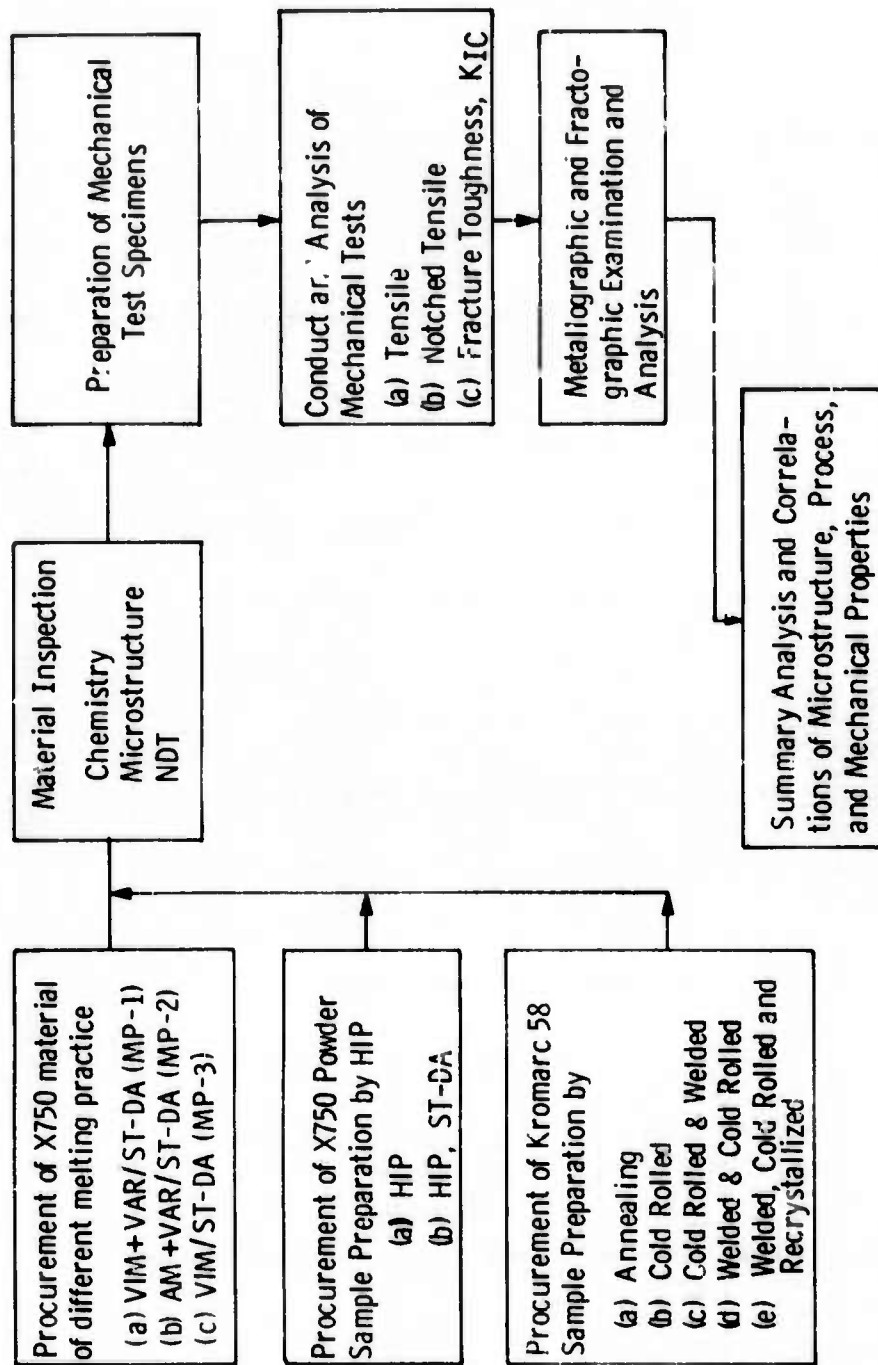 Procurement of X750 material
of different melting practice
(a) VIM+VAR/ST-DA (MP-1)
(b) AM+VAR/ST-DA (MP-2)
(c) VIM/ST-DA (MP-3)
Procurement of X750 Powder
Sample Preparation by HIP
(a) HIP
(b) HIP, ST-DA
Procurement of Kromarc 58
Sample Preparation by
(a) Annealing
(b) Cold Rolled
(c) Cold Rolled & Welded
(d) Welded & Cold Rolled
(e) Welded, Cold Rolled and
Recrystallized
Material Inspection
Chemistry
Microstructure
NDT
Preparation of Mechanical
Test Specimens
Conduct Analysis of
Mechanical Tests
(a) Tensile
(b) Notched Tensile
(c) Fracture Toughness, KIC
Metallographic and Fracto-
graphic Examination and
Analysis
Summary Analysis and Correla-
tions of Microstructure, Process,
and Mechanical Properties